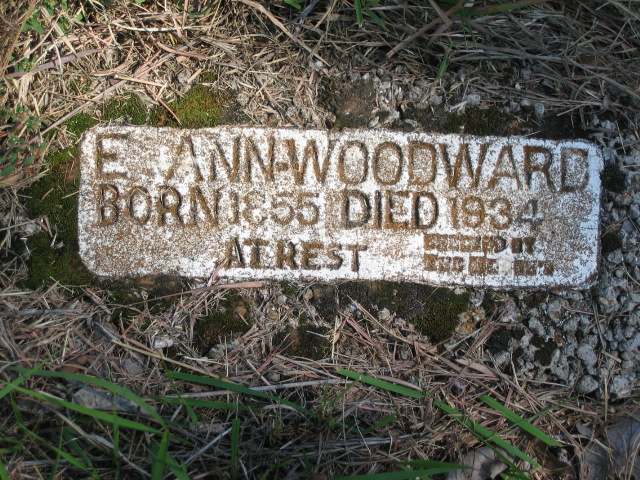 E ANN WOODWARD
BORN 1855 DIED 1934
AT REST